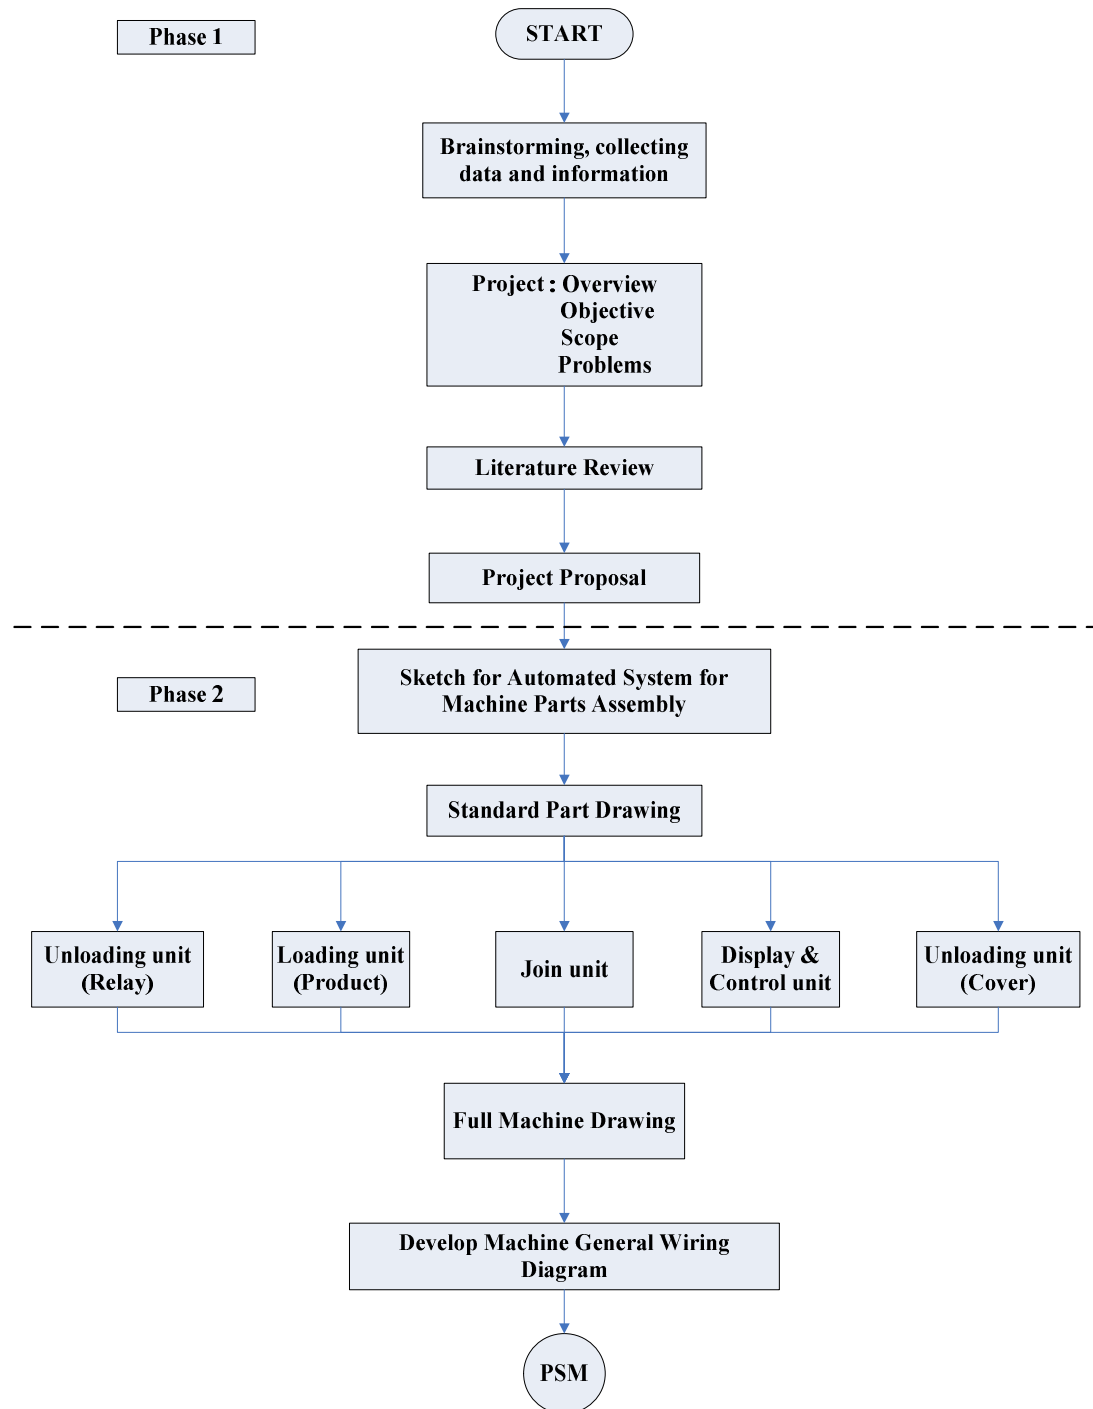 Phase 1
START
Brainstorming, collecting
data and information
Project : Overview
Objective
Scope
Problems
Literature Review
Project Proposal
Phase 2
Sketch for Automated System for
Machine Parts Assembly
Standard Part Drawing
Unloading unit
(Relay)
Loading unit
(Product)
Join unit
Display &
Control unit
Unloading unit
(Cover)
Full Machine Drawing
Develop Machine General Wiring
Diagram
PSM